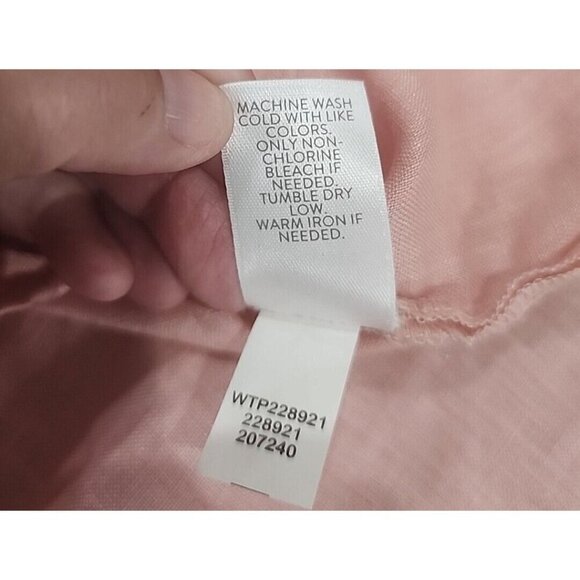 MACHINE WASH
COLD WITH LIKE
COLORS.
ONLY NON-
CHLORINE
BLEACH IF
NEEDED.
TUMBLE DRY
LOW.
WARM IRON IF
NEEDED.
WTP228921
228921
207240